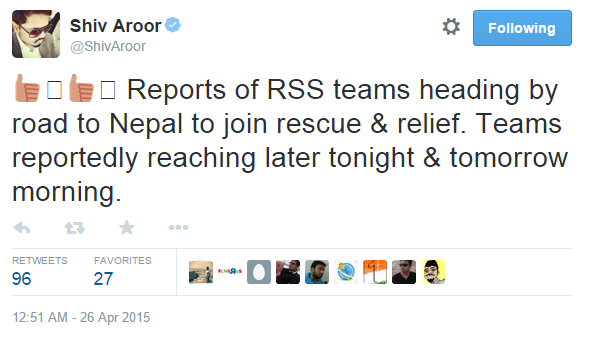 Shiv Aroor
@ShivAroor
Following
Reports of RSS teams heading by
road to Nepal to join rescue & relief. Teams
reportedly reaching later tonight & tomorrow
morning.
RETWEETS FAVORITES
96 27
12:51 AM - 26 Apr 2015